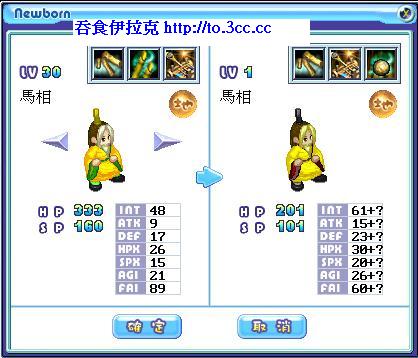 Newborn
吞食伊拉克 http://to.3cc.cc
LV 30
馬相
地
HP 333
SP 160
INT 48
ATK 9
DEF 17
HPX 26
SPX 15
AGI 21
FAI 89
LV 1
馬相
地
HP 201
SP 101
INT 61+?
ATK 15+?
DEF 23+?
HPX 30+?
SPX 20+?
AGI 26+?
FAI 60+?
確定
取消